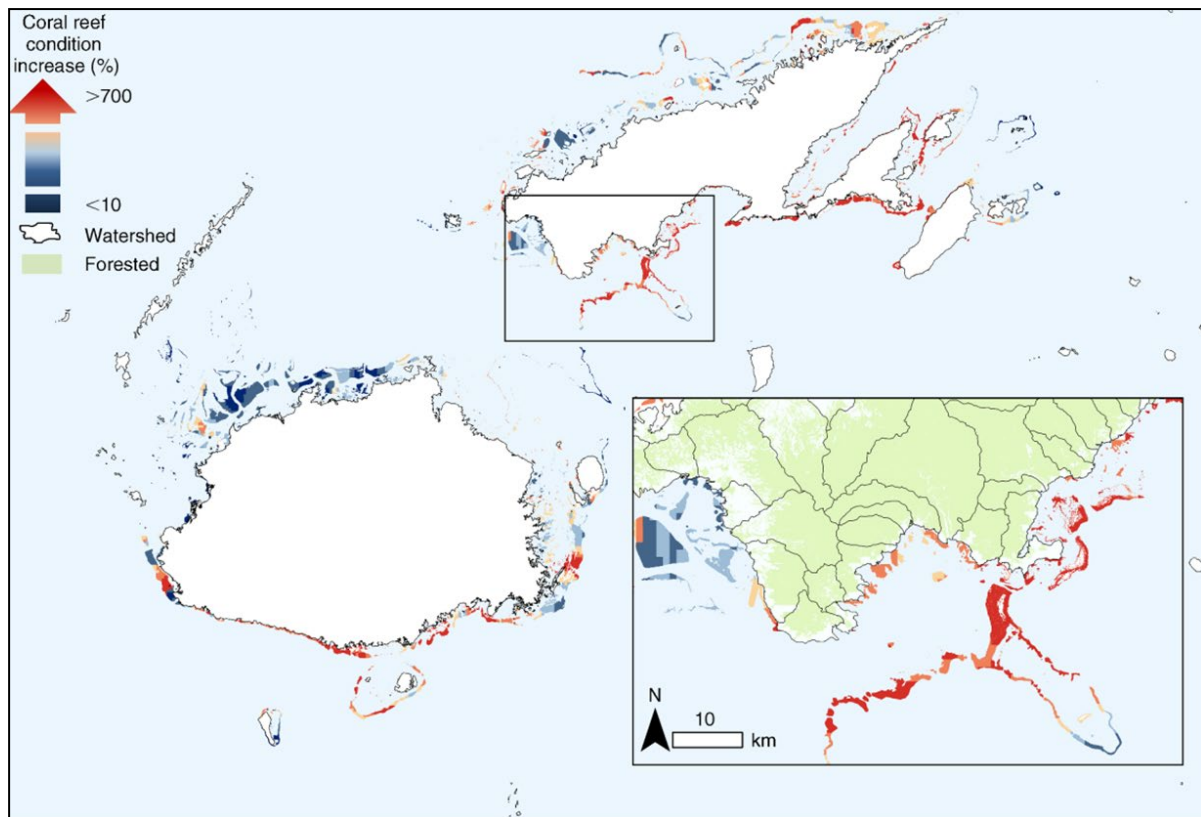 Coral reef
condition
increase (%)
>700
<10
Watershed
Forested
N
10
km